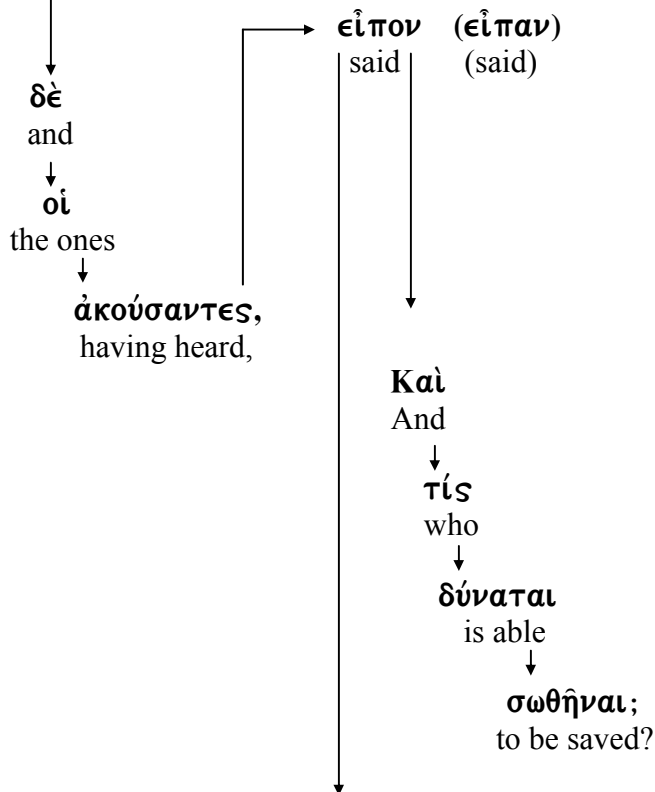 εἶπον (εἶπαν)
said (said)
δὲ
and
οἱ
the ones
ἀκούσαντες,
having heard,
Καὶ
And
τίς
who
δύναται
is able
σωθῆναι;
to be saved?